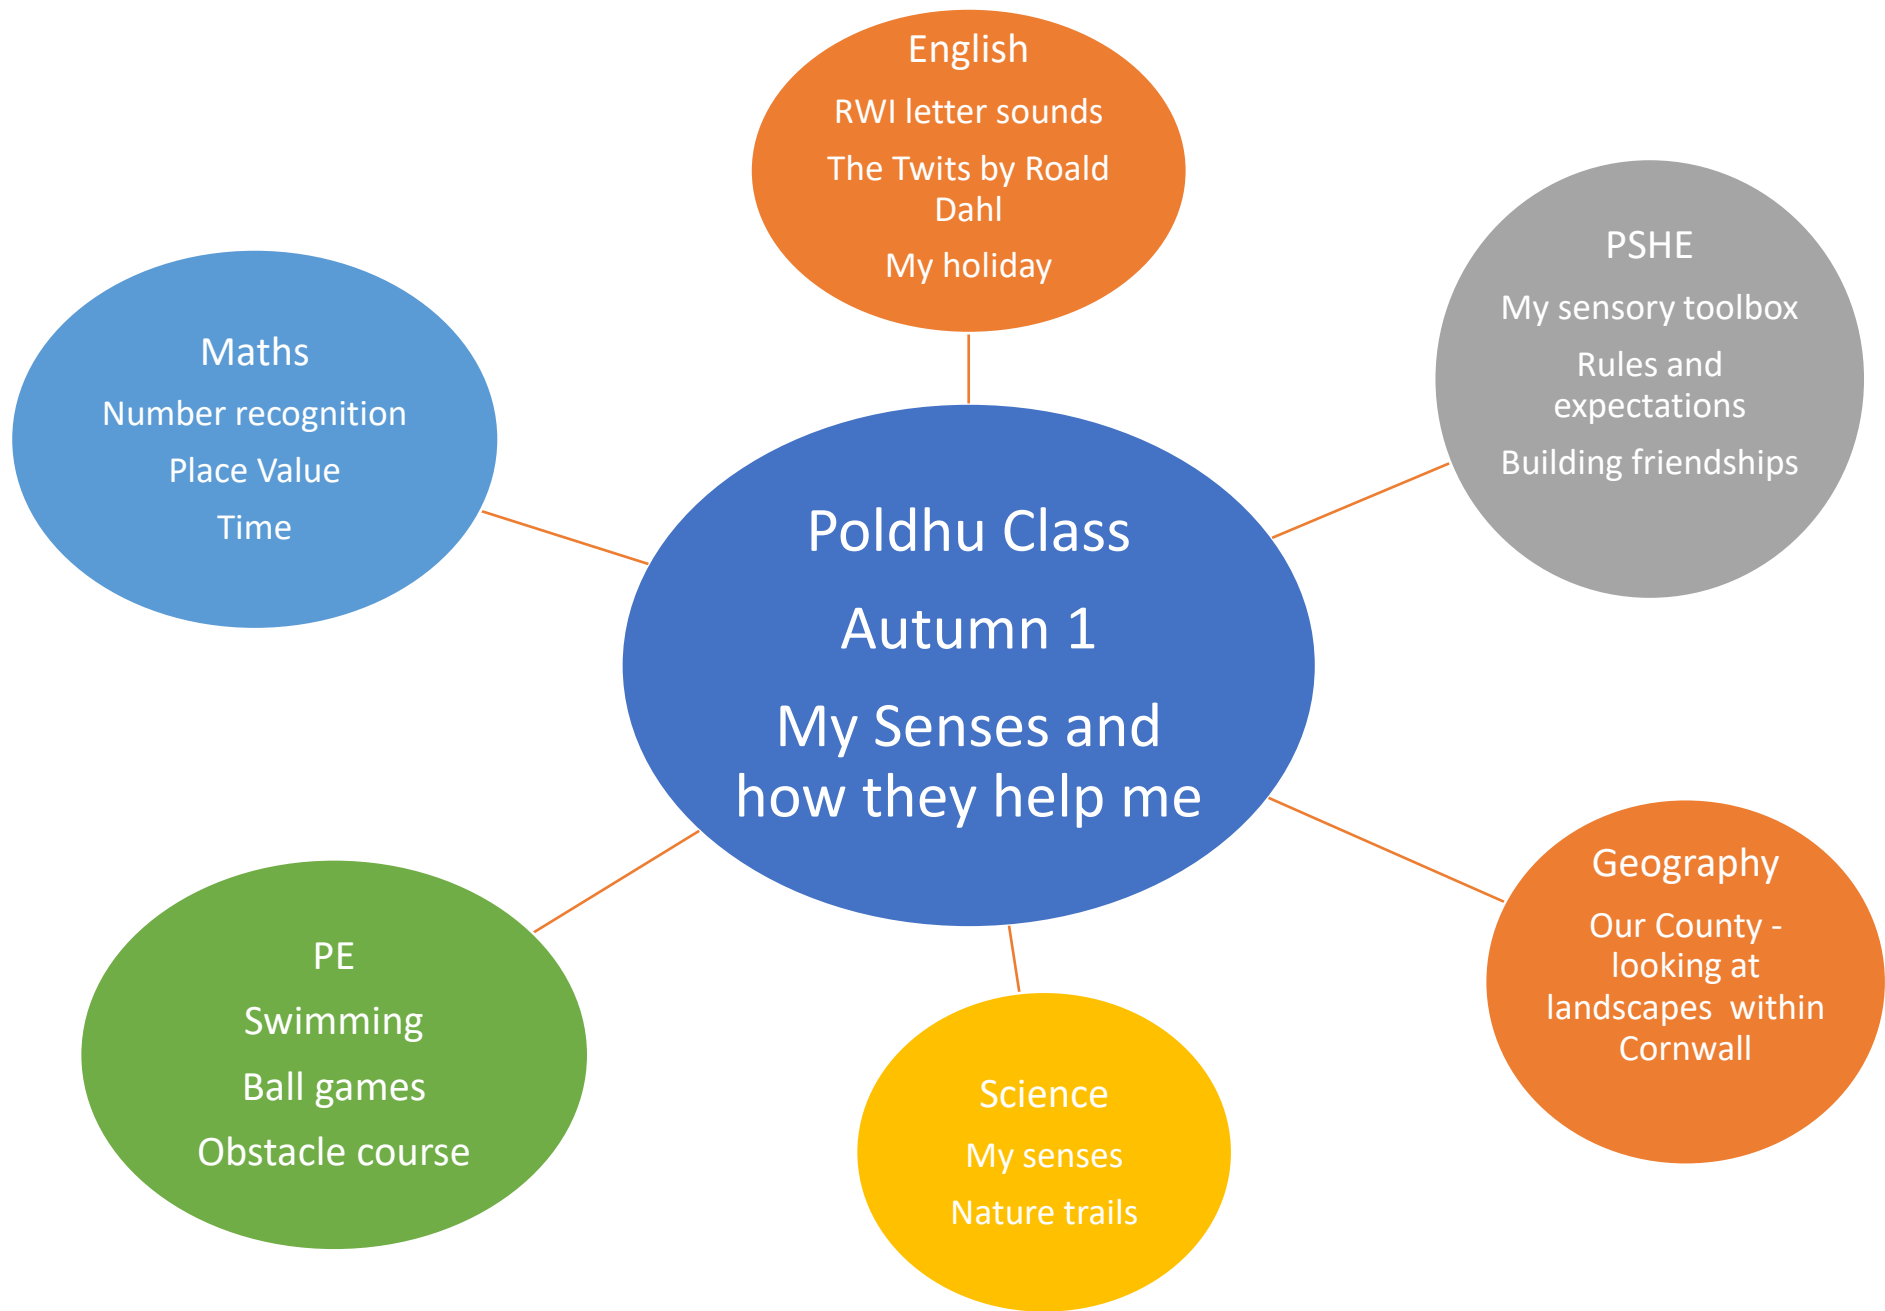 English
RWI letter sounds
The Twits by Roald
Dahl
My holiday
PSHE
My sensory toolbox
Rules and
expectations
Building friendships
Maths
Number recognition
Place Value
Time
Poldhu Class
Autumn 1
My Senses and
how they help me
Geography
Our County -
looking at
landscapes  within
Cornwall
PE
Swimming
Ball games
Obstacle course
Science
My senses
Nature trails